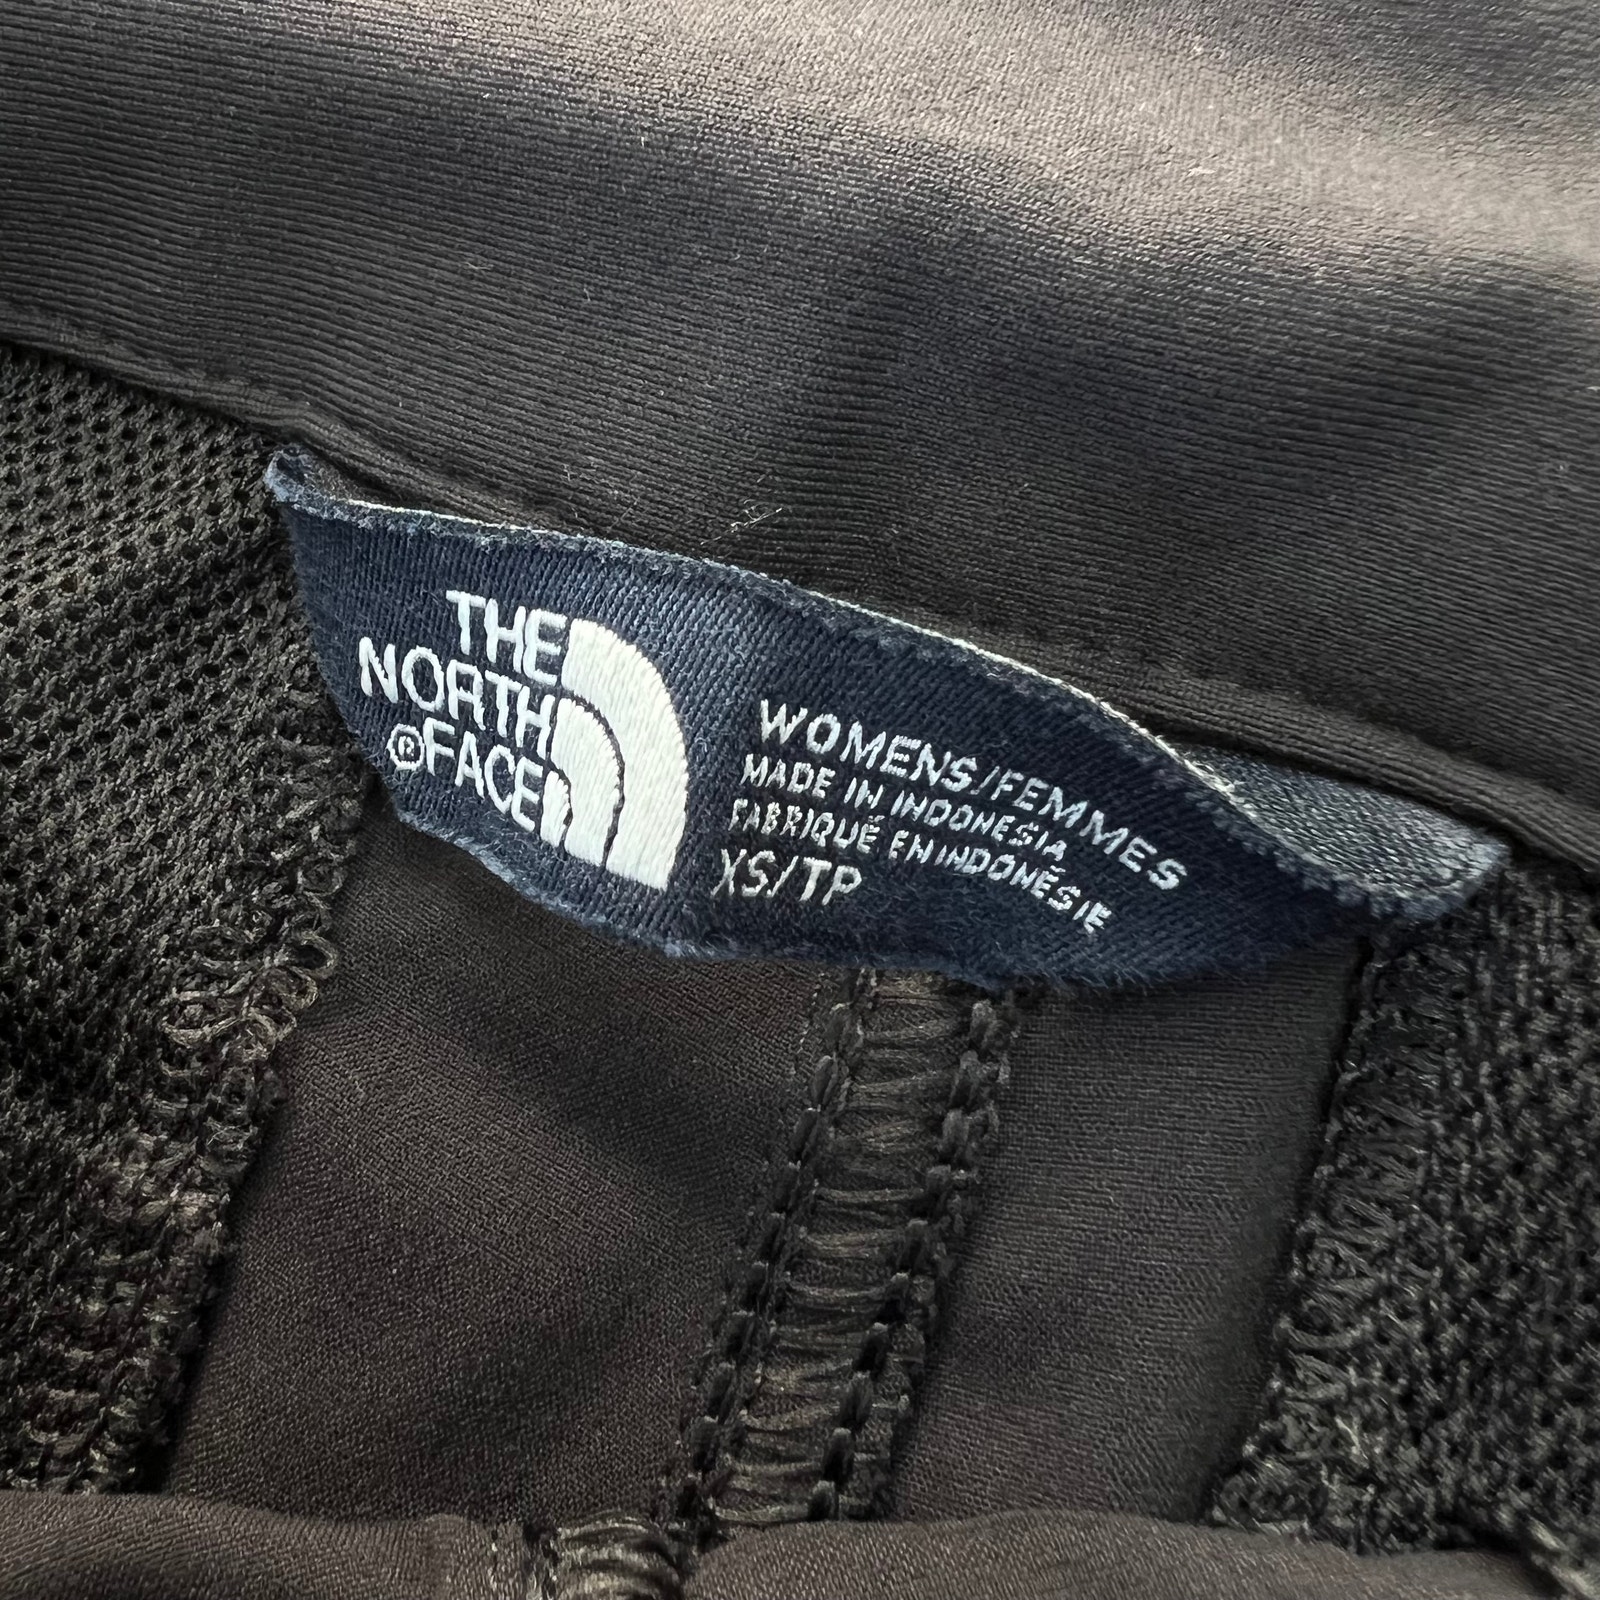 THE
NORTH
®FACE
WOMENS/FEMMES
MADE IN INDONESIA
FABRIQUÉ EN INDONÉSIE
XS/TP